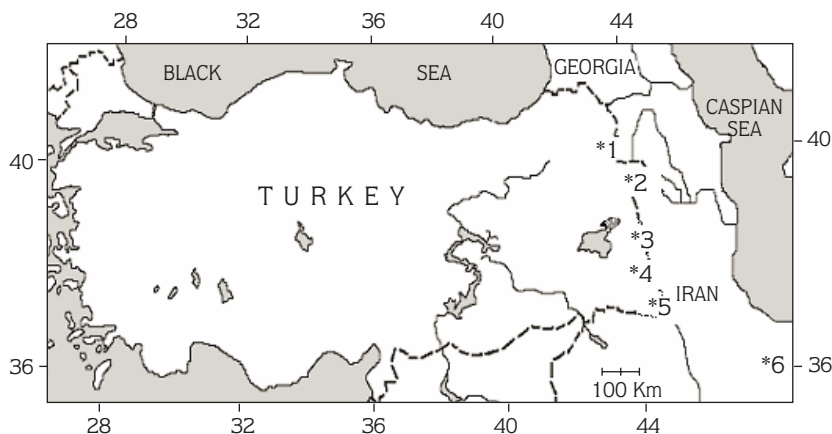 28 32 36 40 44
BLACK SEA GEORGIA
CASPIAN
SEA
40 40
*1
TURKEY
*2
*3
*4
IRAN
*5
36 *6 36
100 Km
28 32 36 40 44